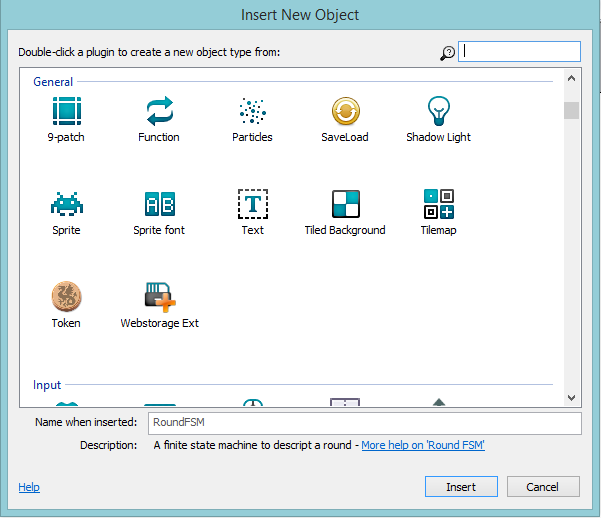 Insert New Object
Double-click a plugin to create a new object type from:
General
9-patch Function Particles SaveLoad Shadow Light
AB T
Sprite Sprite font Text Tiled Background Tilemap
Token Webstorage Ext
Input
Name when inserted: RoundFSM
Description: A finite state machine to descript a round - More help on 'Round FSM'
Help Insert Cancel